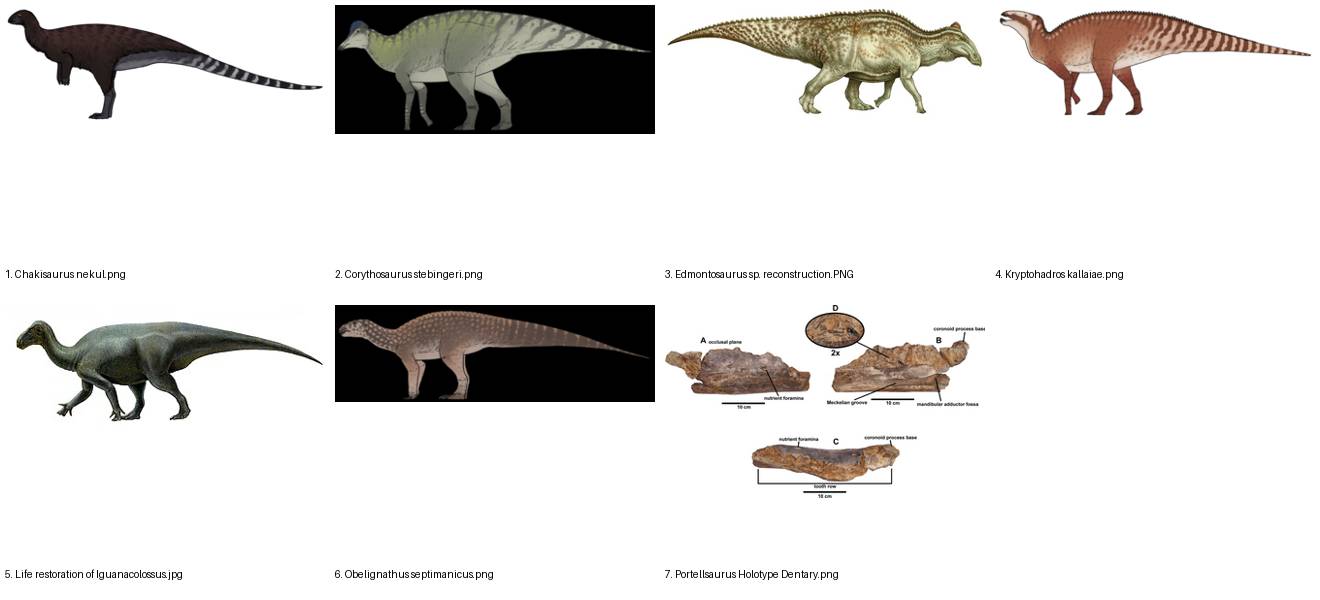 1. Chakisaurus nekul.png
2. Corythosaurus stebingeri.png
3. Edmontosaurus sp. reconstruction.PNG
4. Kryptohadros kallaiae.png
D
A occlusal plane
coronoid process base
B
2x
nutrient foramina
10 cm
Meckelian groove
10 cm
mandibular adductor fossa
nutrient foramina
C
coronoid process base
tooth row
10 cm
5. Life restoration of Iguanacolossus.jpg
6. Obelignathus septimanicus.png
7. Portellsaurus Holotype Dentary.png